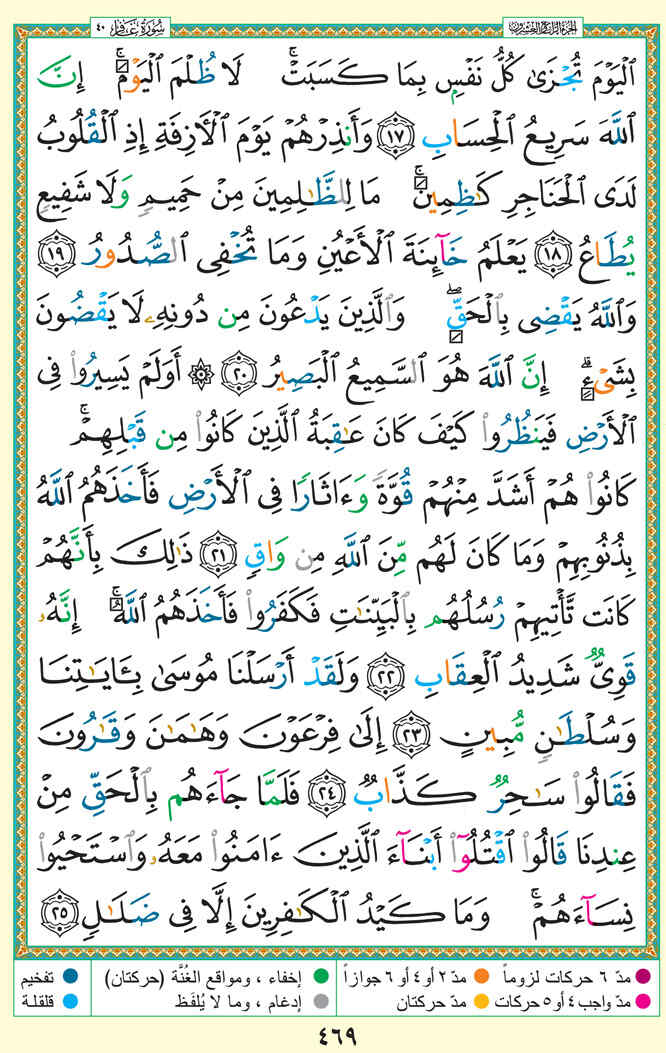 سُورَةُ غَافِرٍ ٤٠
الجزء الرابع والعشرون
ٱلْيَوْمَ تُجْزَىٰ كُلُّ نَفْسٍۭ بِمَا كَسَبَتْ ۚ لَا ظُلْمَ ٱلْيَوْمَ ۚ إِنَّ
ٱللَّهَ سَرِيعُ ٱلْحِسَابِ ﴿١٧﴾ وَأَنذِرْهُمْ يَوْمَ ٱلْأَزِفَةِ إِذِ ٱلْقُلُوبُ
لَدَى ٱلْحَنَاجِرِ كَـٰظِمِينَ ۚ مَا لِلظَّـٰلِمِينَ مِنْ حَمِيمٍ وَلَا شَفِيعٍ
يُطَاعُ ﴿١٨﴾ يَعْلَمُ خَآئِنَةَ ٱلْأَعْيُنِ وَمَا تُخْفِى ٱلصُّدُورُ ﴿١٩﴾
وَٱللَّهُ يَقْضِى بِٱلْحَقِّ ۖ وَٱلَّذِينَ يَدْعُونَ مِن دُونِهِۦ لَا يَقْضُونَ
بِشَىْءٍ ۗ إِنَّ ٱللَّهَ هُوَ ٱلسَّمِيعُ ٱلْبَصِيرُ ﴿٢٠﴾ ۞ أَوَلَمْ يَسِيرُوا۟ فِى
ٱلْأَرْضِ فَيَنظُرُوا۟ كَيْفَ كَانَ عَـٰقِبَةُ ٱلَّذِينَ كَانُوا۟ مِن قَبْلِهِمْ ۚ
كَانُوا۟ هُمْ أَشَدَّ مِنْهُمْ قُوَّةً وَءَاثَارًا فِى ٱلْأَرْضِ فَأَخَذَهُمُ ٱللَّهُ
بِذُنُوبِهِمْ وَمَا كَانَ لَهُم مِّنَ ٱللَّهِ مِن وَاقٍ ﴿٢١﴾ ذَٰلِكَ بِأَنَّهُمْ
كَانَت تَّأْتِيهِمْ رُسُلُهُم بِٱلْبَيِّنَـٰتِ فَكَفَرُوا۟ فَأَخَذَهُمُ ٱللَّهُ ۚ إِنَّهُۥ
قَوِىٌّ شَدِيدُ ٱلْعِقَابِ ﴿٢٢﴾ وَلَقَدْ أَرْسَلْنَا مُوسَىٰ بِـَٔايَـٰتِنَا
وَسُلْطَـٰنٍ مُّبِينٍ ﴿٢٣﴾ إِلَىٰ فِرْعَوْنَ وَهَـٰمَـٰنَ وَقَـٰرُونَ
فَقَالُوا۟ سَـٰحِرٌ كَذَّابٌ ﴿٢٤﴾ فَلَمَّا جَآءَهُم بِٱلْحَقِّ مِنْ
عِندِنَا قَالُوا۟ ٱقْتُلُوٓا۟ أَبْنَآءَ ٱلَّذِينَ ءَامَنُوا۟ مَعَهُۥ وَٱسْتَحْيُوا۟
نِسَآءَهُمْ ۚ وَمَا كَيْدُ ٱلْكَـٰفِرِينَ إِلَّا فِى ضَلَـٰلٍ ﴿٢٥﴾
مدّ ٦ حركات لزوماً
مدّ ٢ أو ٤ أو ٦ جوازاً
إخفاء ، ومواقع الغُنَّة (حركتان)
تفخيم
مدّ واجب ٤ أو ٥ حركات
مدّ حركتان
إدغام ، وما لا يُلفَظ
قلقلة
٤٦٩